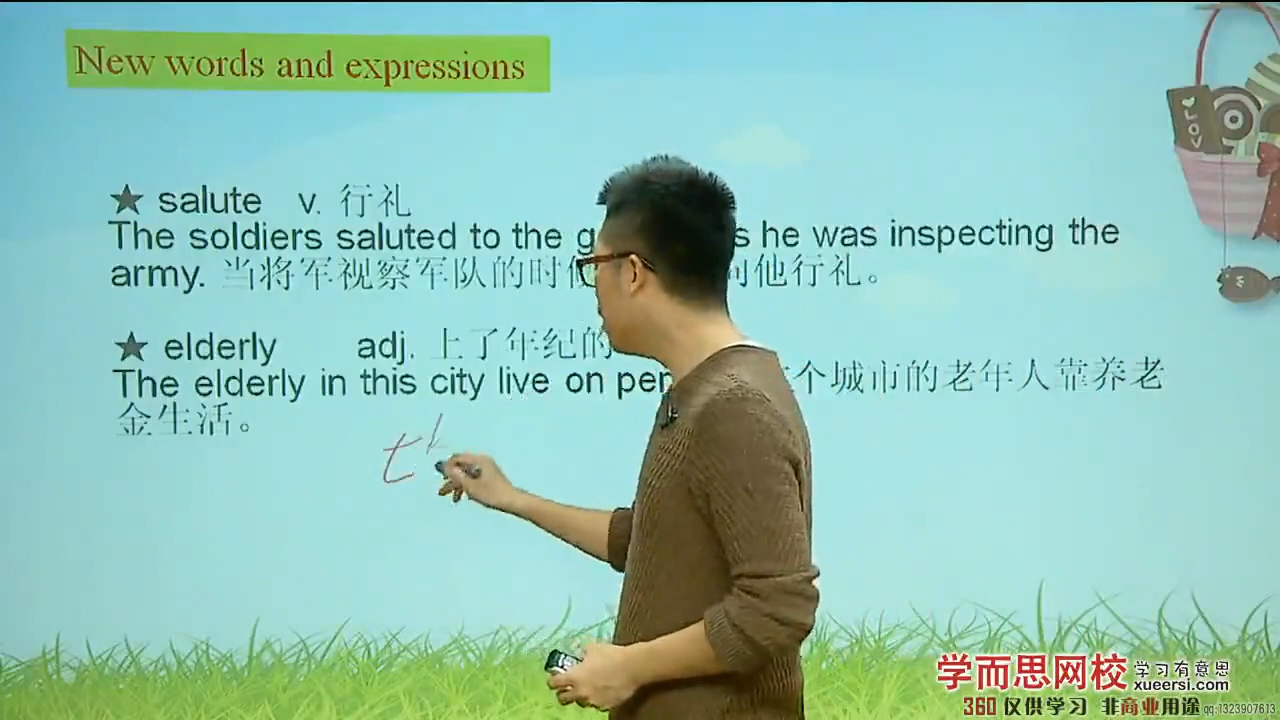 New words and expressions
★ salute v. 行礼
The soldiers saluted to the g s he was inspecting the
army. 当将军视察军队的时 他行礼。
★ elderly adj. 上了年纪的
The elderly in this city live on pen 个城市的老年人靠养老
金生活。
th
LOV
学而思网校 学习有意思
xueersi.com
360 仅供学习 非商业用途 qq:1323907613